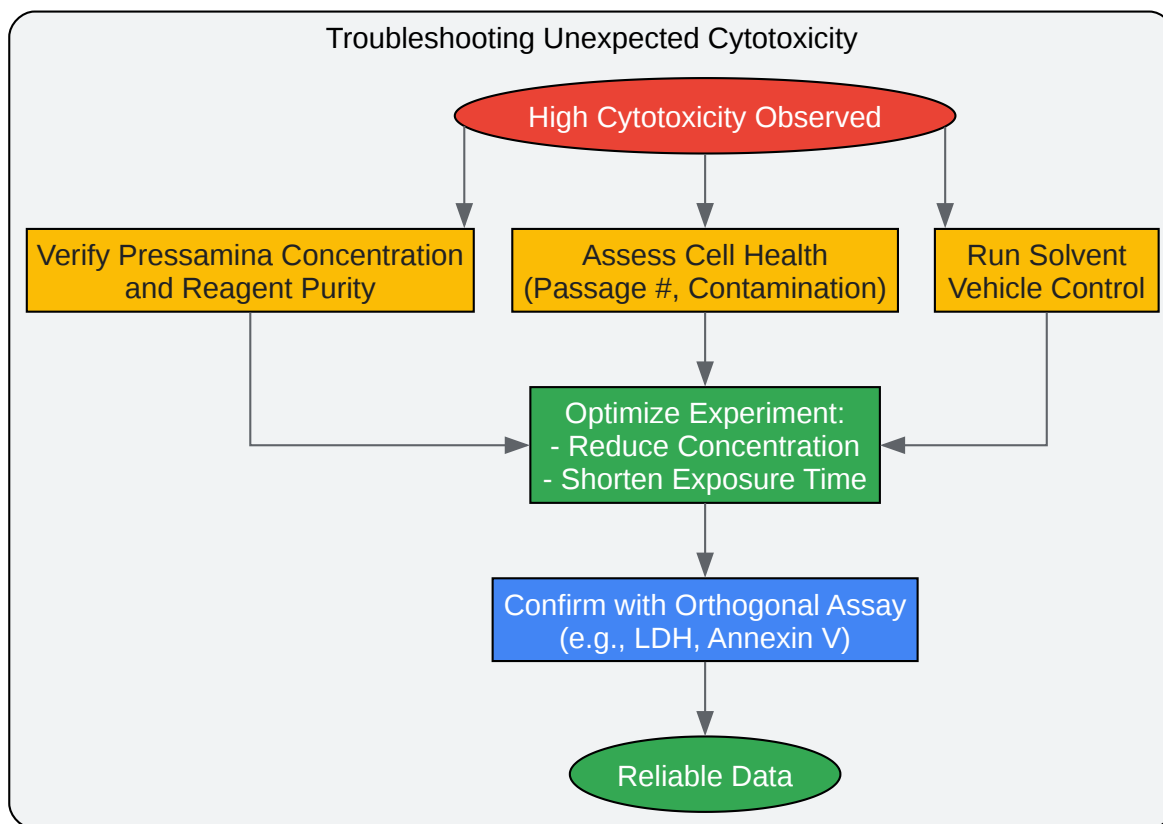 Troubleshooting Unexpected Cytotoxicity
High Cytotoxicity Observed
Verify Pressamina Concentration
and Reagent Purity
Assess Cell Health
(Passage #, Contamination)
Run Solvent
Vehicle Control
Optimize Experiment:
- Reduce Concentration
- Shorten Exposure Time
Confirm with Orthogonal Assay
(e.g., LDH, Annexin V)
Reliable Data